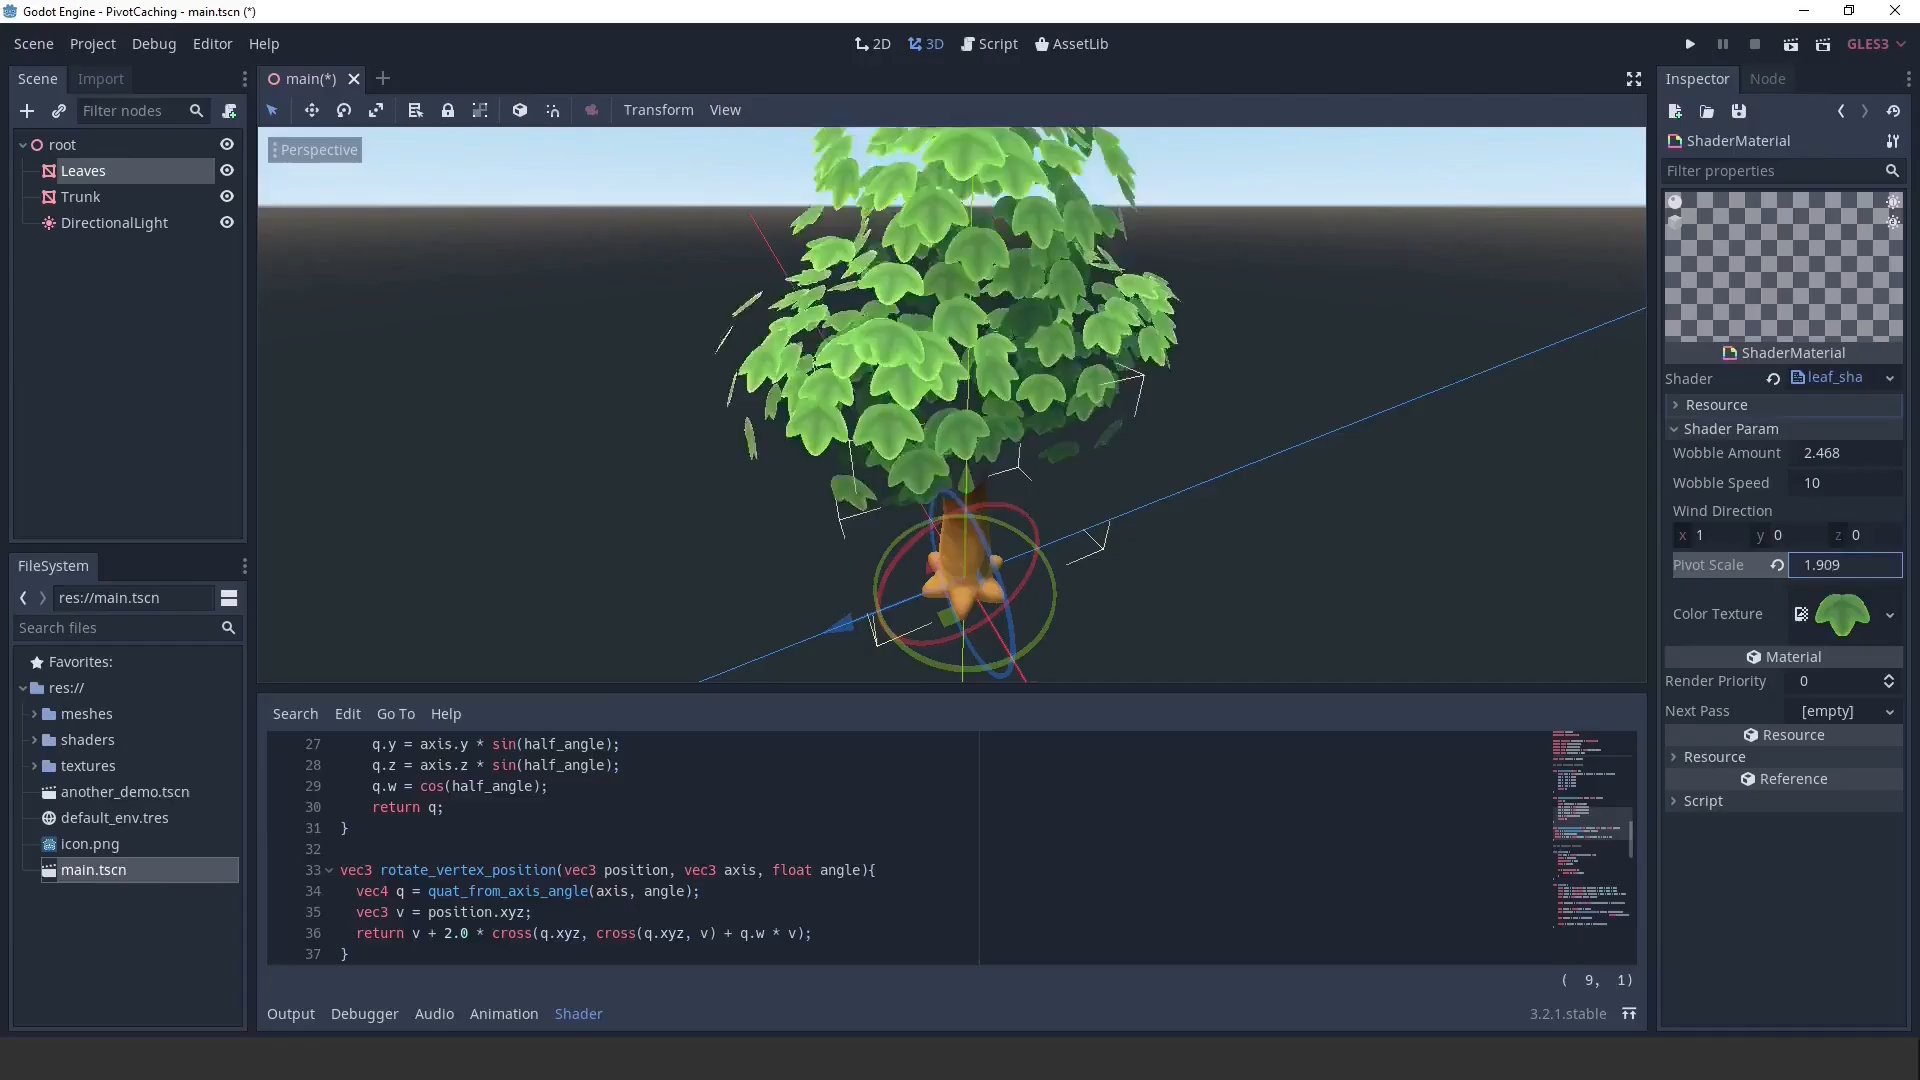 Godot Engine - PivotCaching - main.tscn (*)
Scene Project Debug Editor Help
2D 3D Script AssetLib
GLES3
Scene Import
Filter nodes
root
Leaves
Trunk
DirectionalLight
main(*)
Transform View
Perspective
FileSystem
res://main.tscn
Search files
Favorites:
res://
meshes
shaders
textures
another_demo.tscn
default_env.tres
icon.png
main.tscn
Search Edit Go To Help
27 q.y = axis.y * sin(half_angle);
28 q.z = axis.z * sin(half_angle);
29 q.w = cos(half_angle);
30 return q;
31 }
32
33 vec3 rotate_vertex_position(vec3 position, vec3 axis, float angle){
34 vec4 q = quat_from_axis_angle(axis, angle);
35 vec3 v = position.xyz;
36 return v + 2.0 * cross(q.xyz, cross(q.xyz, v) + q.w * v);
37 }
( 9, 1)
Output Debugger Audio Animation Shader
3.2.1.stable
Inspector Node
ShaderMaterial
Filter properties
ShaderMaterial
Shader leaf_sha
Resource
Shader Param
Wobble Amount 2.468
Wobble Speed 10
Wind Direction
x 1 y 0 z 0
Pivot Scale 1.909
Color Texture
Material
Render Priority 0
Next Pass [empty]
Resource
Resource
Reference
Script